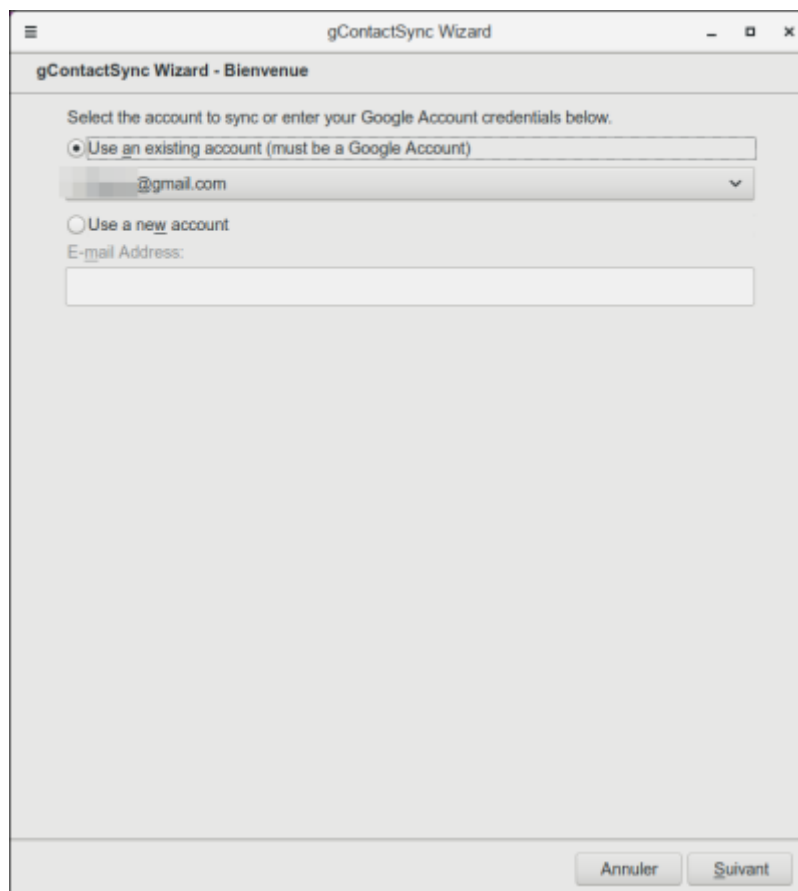 gContactSync Wizard
gContactSync Wizard - Bienvenue
Select the account to sync or enter your Google Account credentials below.
Use an existing account (must be a Google Account)
@gmail.com
Use a new account
E-mail Address:
Annuler Suivant